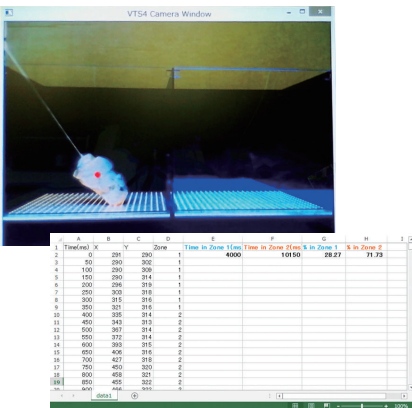 VTS4 Camera Window
A B C D E F G H I
1 Time(ms) X Y Zone Time in Zone 1(ms Time in Zone 2(ms % in Zone 1 % in Zone 2
2 0 291 290 1 4000 10150 28.27 71.73
3 50 290 302 1
4 100 290 309 1
5 150 290 314 1
6 200 296 319 1
7 250 303 318 1
8 300 315 316 1
9 350 321 316 1
10 400 335 314 2
11 450 343 313 2
12 500 367 314 2
13 550 372 314 2
14 600 393 315 2
15 650 406 316 2
16 700 427 318 2
17 750 450 320 2
18 800 458 321 2
19 850 455 322 2
data1
100%